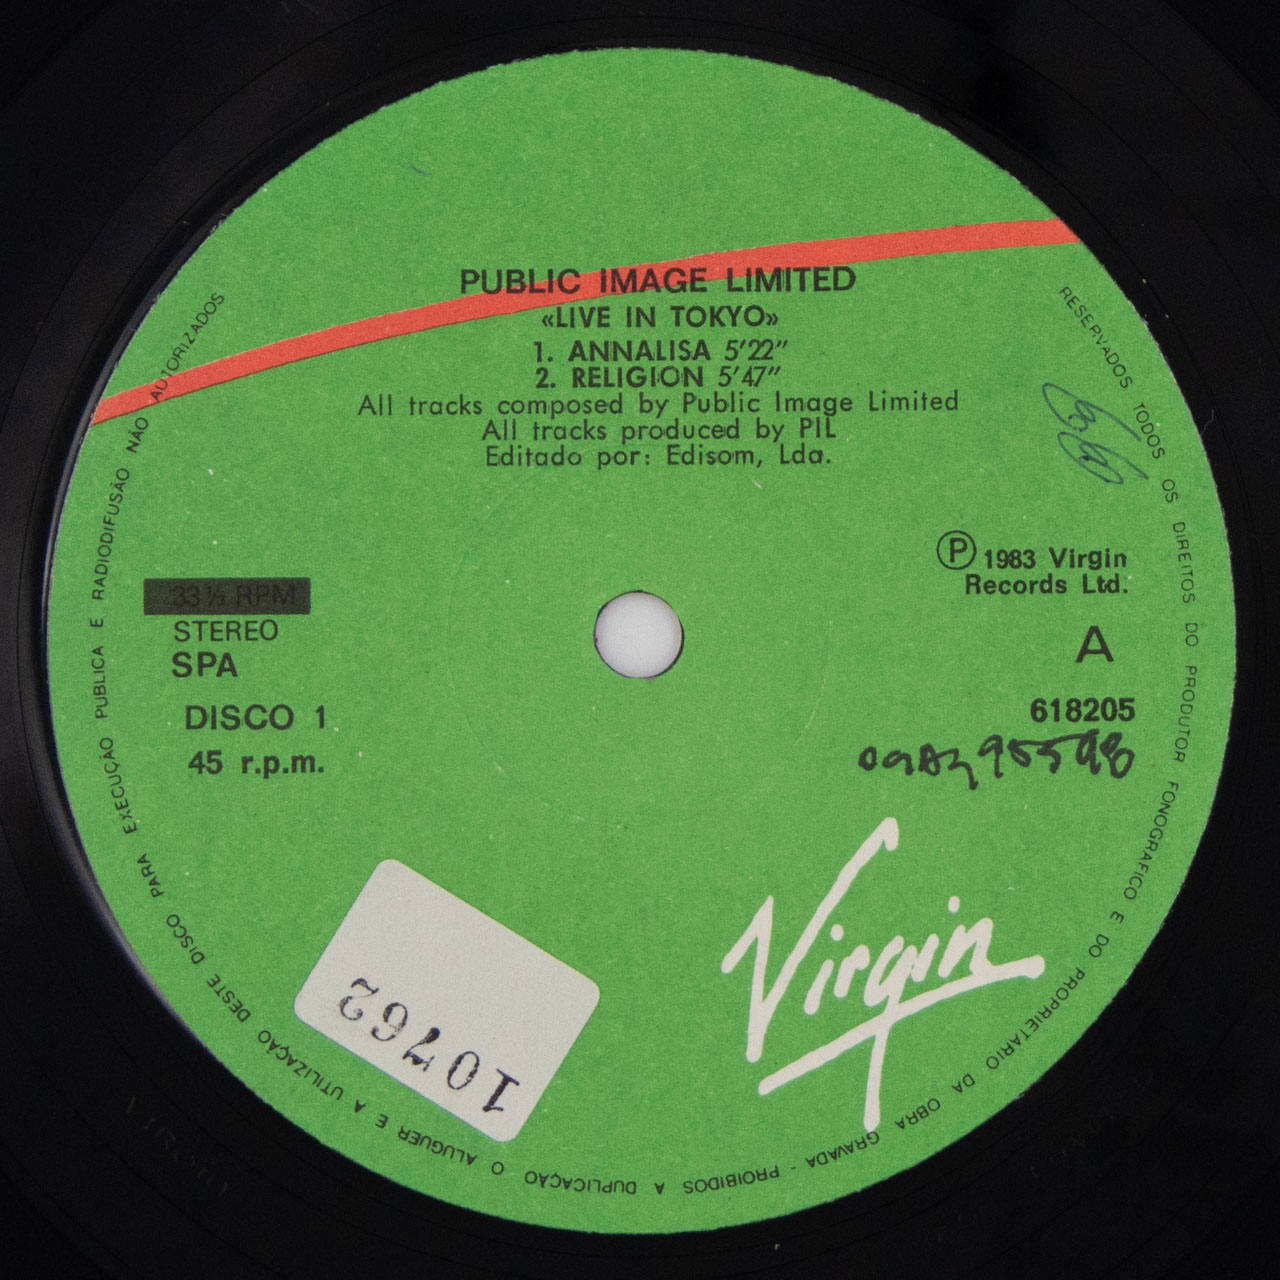 PUBLIC IMAGE LIMITED
«LIVE IN TOKYO»
1. ANNALISA 5'22"
2. RELIGION 5'47"
All tracks composed by Public Image Limited
All tracks produced by PIL
Editado por: Edisom, Lda.
33⅓ RPM
STEREO
SPA
DISCO 1
45 r.p.m.
Ⓟ 1983 Virgin
Records Ltd.
A
618205
Virgin
107762
RESERVADOS TODOS OS DIREITOS DO PRODUTOR FONOGRAFICO E DO PROPRIETARIO DA OBRA GRAVADA - PROIBIDOS A DUPLICAÇÃO O ALUGUER E A UTILIZAÇÃO DESTE DISCO PARA EXECUÇÃO PUBLICA E RADIODIFUSÃO NÃO AUTORIZADOS